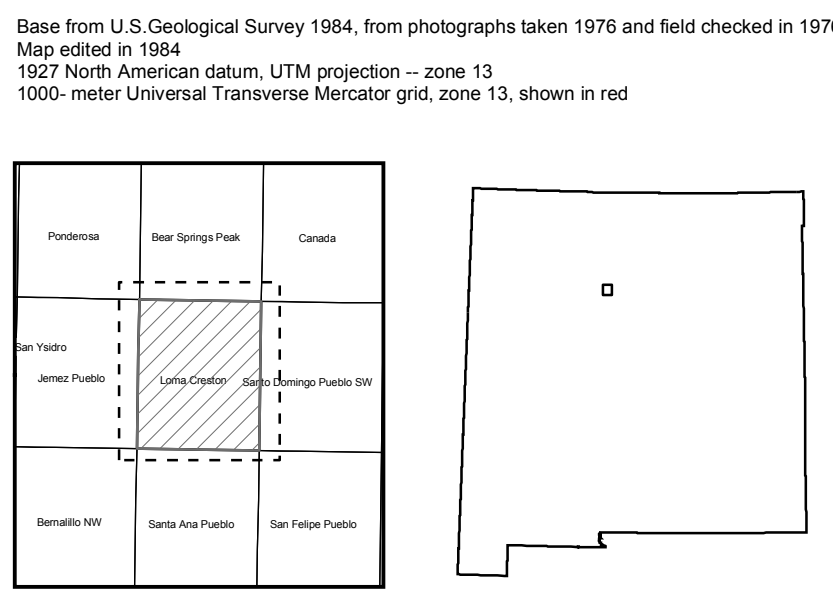 Base from U.S.Geological Survey 1984, from photographs taken 1976 and field checked in 197
Map edited in 1984
1927 North American datum, UTM projection -- zone 13
1000- meter Universal Transverse Mercator grid, zone 13, shown in red
Ponderosa
Bear Springs Peak
Canada
San Ysidro
Jemez Pueblo
Loma Creston
Santo Domingo Pueblo SW
Bernalillo NW
Santa Ana Pueblo
San Felipe Pueblo